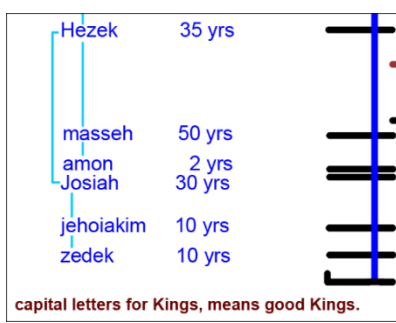 Hezek 35 yrs
masseh 50 yrs
amon 2 yrs
Josiah 30 yrs
jehoiakim 10 yrs
zedek 10 yrs
capital letters for Kings, means good Kings.